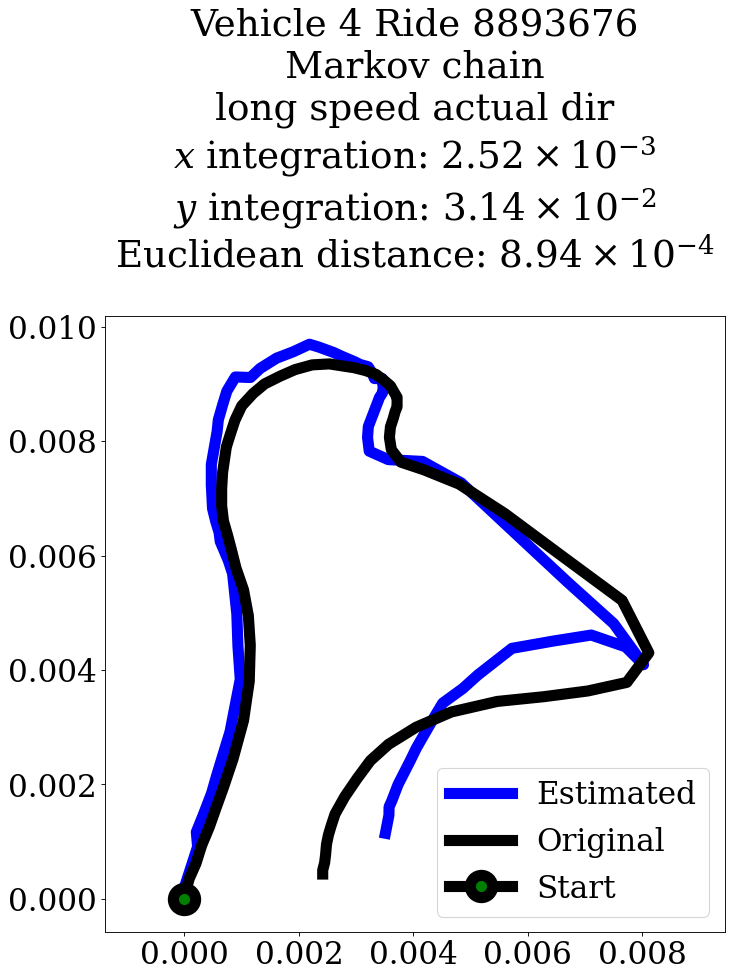 Vehicle 4 Ride 8893676
Markov chain
long speed actual dir
x integration: 2.52 × 10⁻³
y integration: 3.14 × 10⁻²
Euclidean distance: 8.94 × 10⁻⁴
0.010
0.008
0.006
0.004
0.002
0.000
Estimated
Original
Start
0.000 0.002 0.004 0.006 0.008